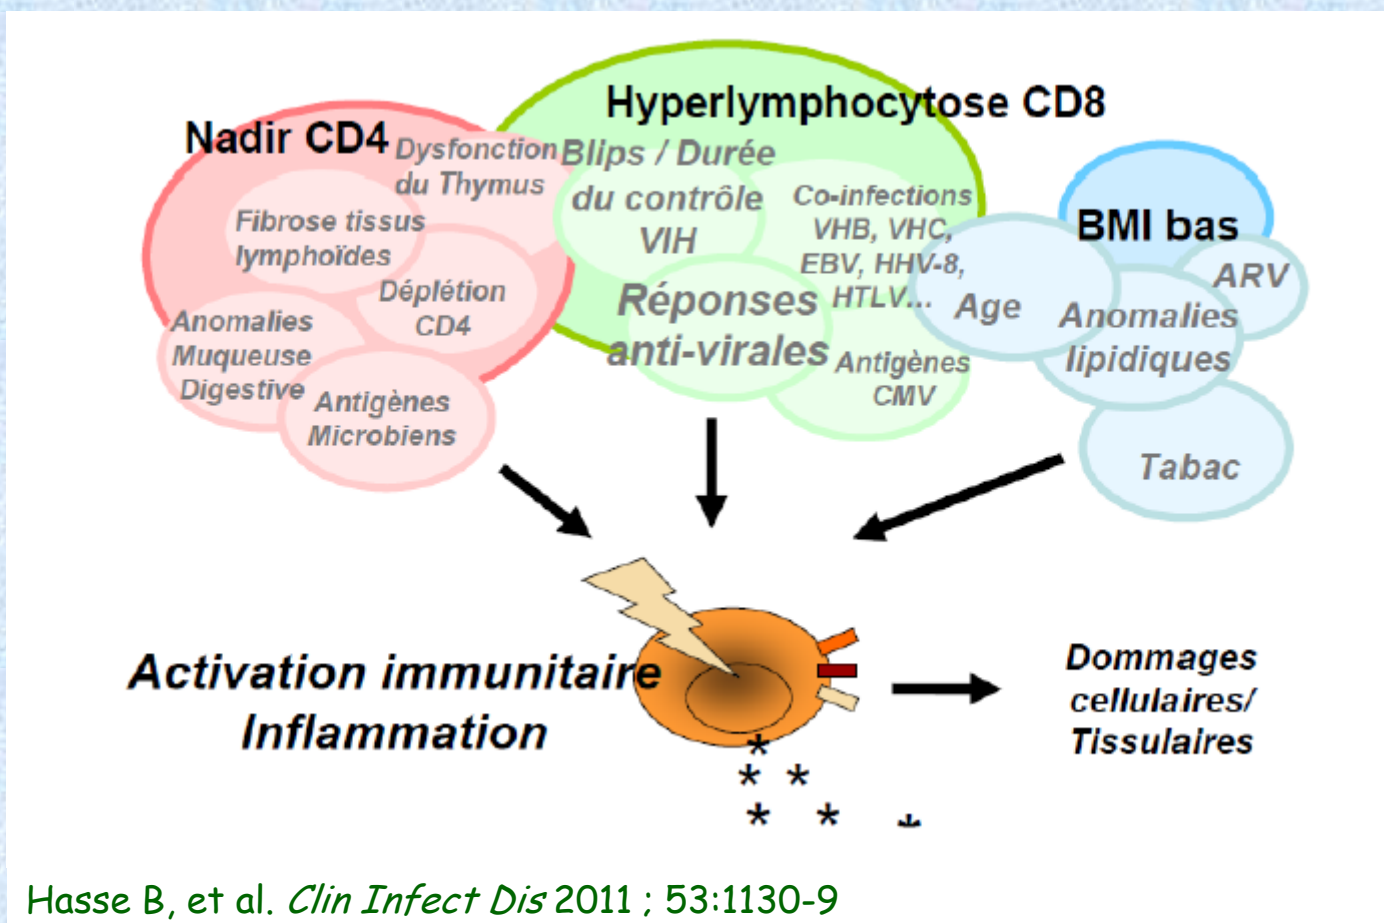 Nadir CD4
Dysfonction
du Thymus
Fibrose tissus
lymphoïdes
Déplétion
CD4
Anomalies
Muqueuse
Digestive
Antigènes
Microbiens
Hyperlymphocytose CD8
Blips / Durée
du contrôle
VIH
Co-infections
VHB, VHC,
EBV, HHV-8,
HTLV...
Réponses
anti-virales
Antigènes
CMV
BMI bas
Age
ARV
Anomalies
lipidiques
Tabac
Activation immunitaire
Inflammation
Dommages
cellulaires/
Tissulaires
*
* *
* * *
Hasse B, et al. Clin Infect Dis 2011 ; 53:1130-9